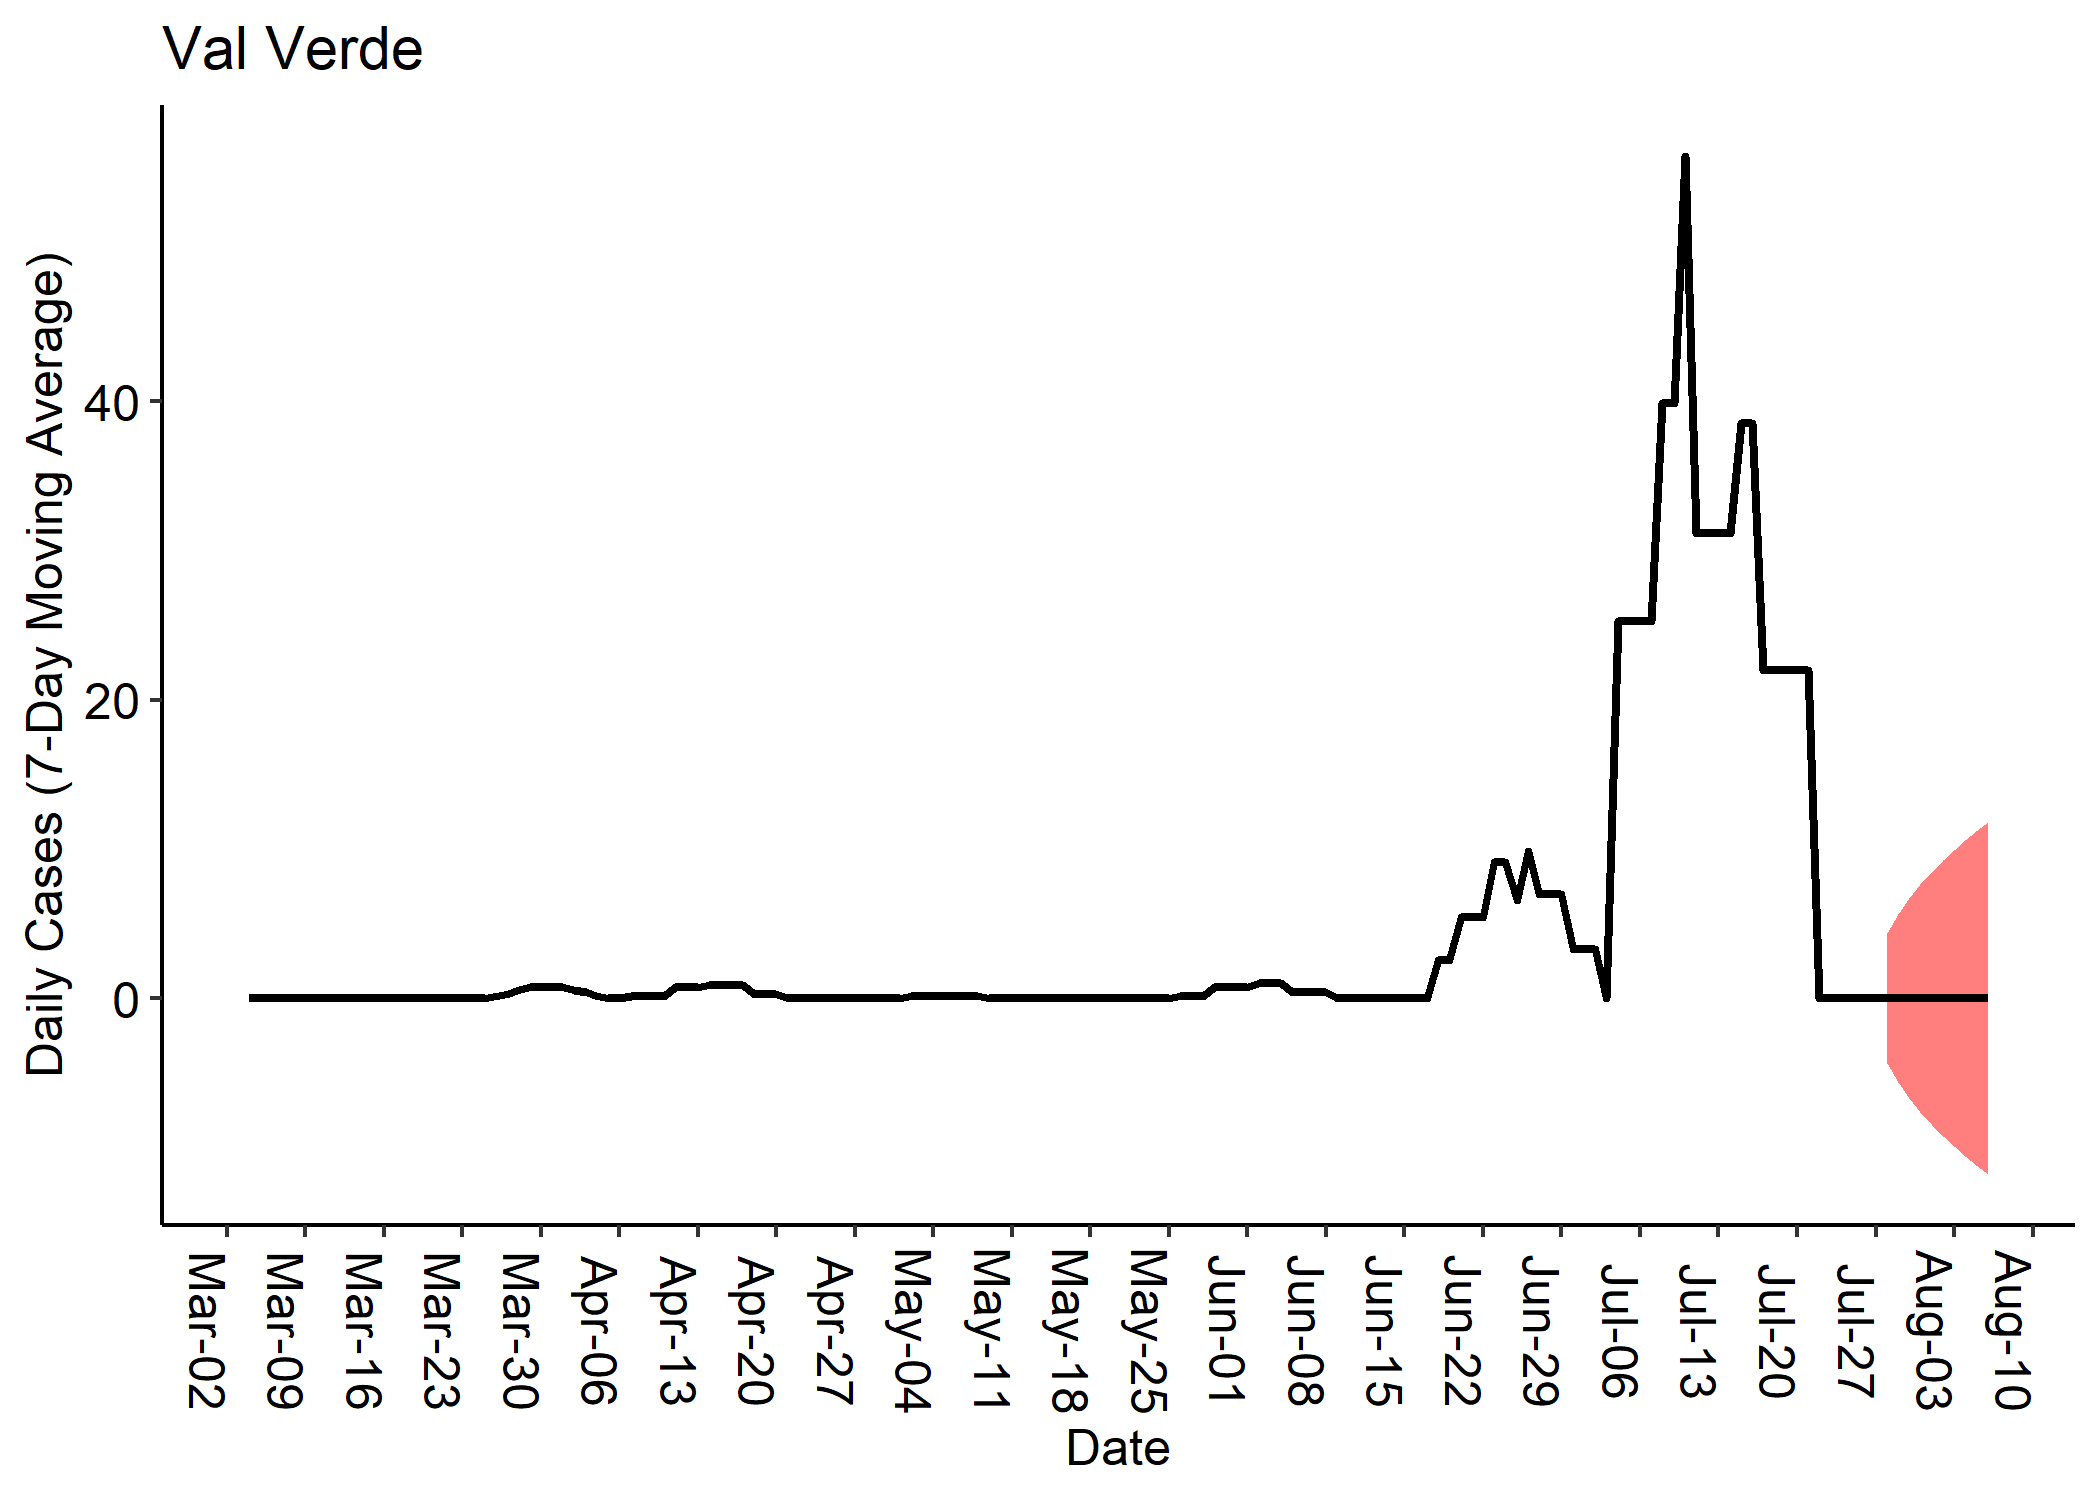 Val Verde
Daily Cases (7-Day Moving Average)
40
20
0
Mar-02
Mar-09
Mar-16
Mar-23
Mar-30
Apr-06
Apr-13
Apr-20
Apr-27
May-04
May-11
May-18
May-25
Jun-01
Jun-08
Jun-15
Jun-22
Jun-29
Jul-06
Jul-13
Jul-20
Jul-27
Aug-03
Aug-10
Date